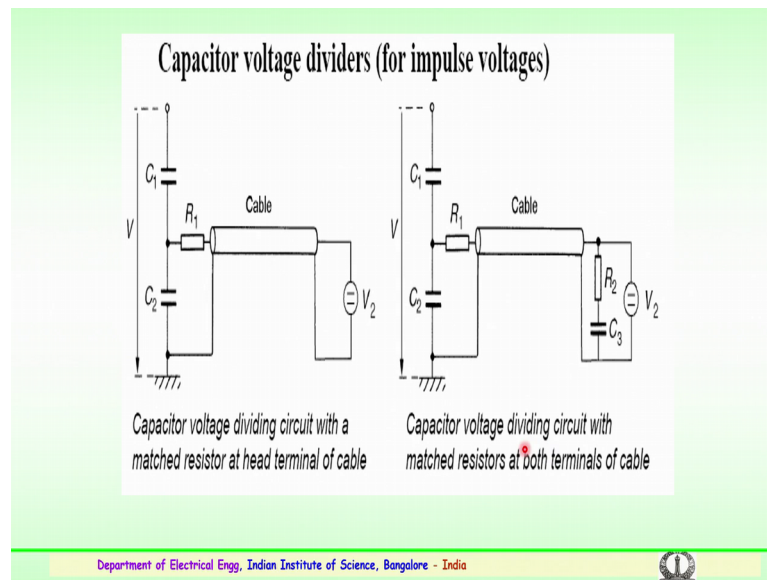 Capacitor voltage dividers (for impulse voltages)
C1
R1
Cable
V
C2
V2
C1
R1
Cable
V
C2
R2
C3
V2
Capacitor voltage dividing circuit with a
matched resistor at head terminal of cable
Capacitor voltage dividing circuit with
matched resistors at both terminals of cable
Department of Electrical Engg, Indian Institute of Science, Bangalore - India